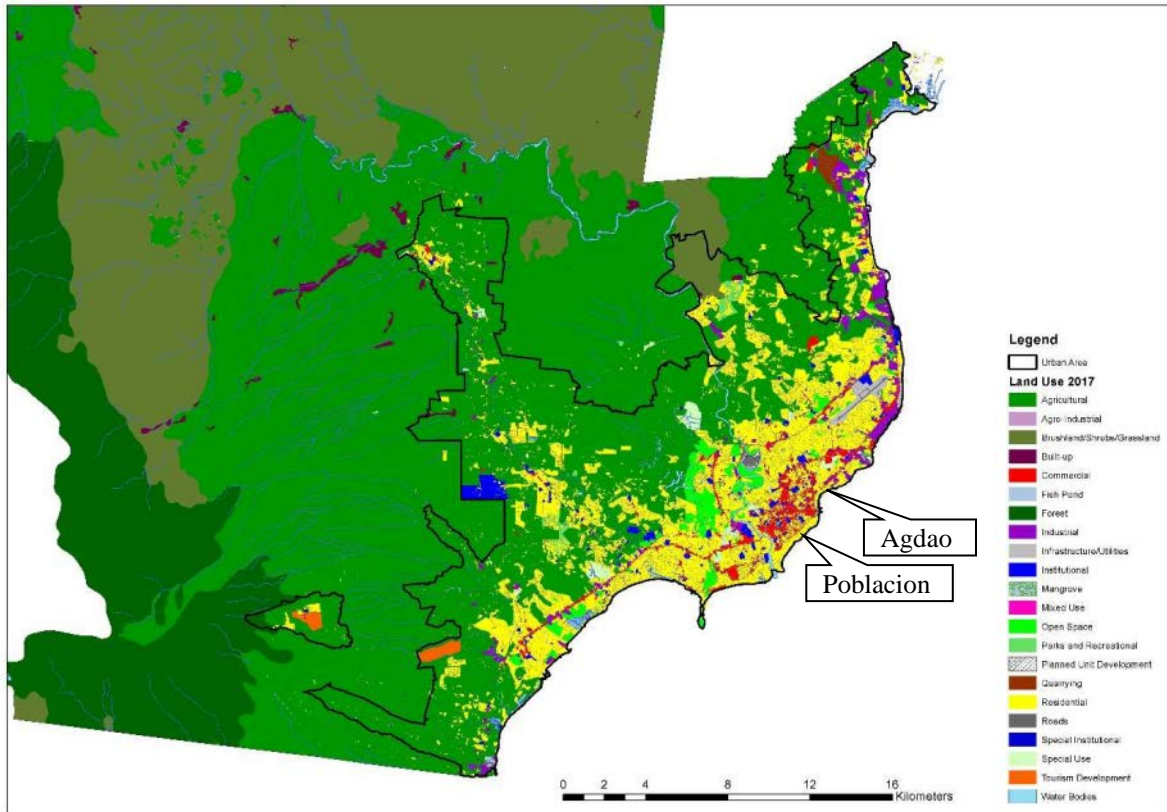 Legend
Urban Area
Land Use 2017
Agricultural
Agro-Industrial
Brushland/Shrubs/Grassland
Built-up
Commercial
Fish Pond
Forest
Industrial
Infrastructure/Utilities
Institutional
Mangrove
Mixed Use
Open Space
Parks and Recreational
Planned Unit Development
Quarrying
Residential
Roads
Special Institutional
Special Use
Tourism Development
Water Bodies
Agdao
Poblacion
0 2 4 8 12 16
Kilometers